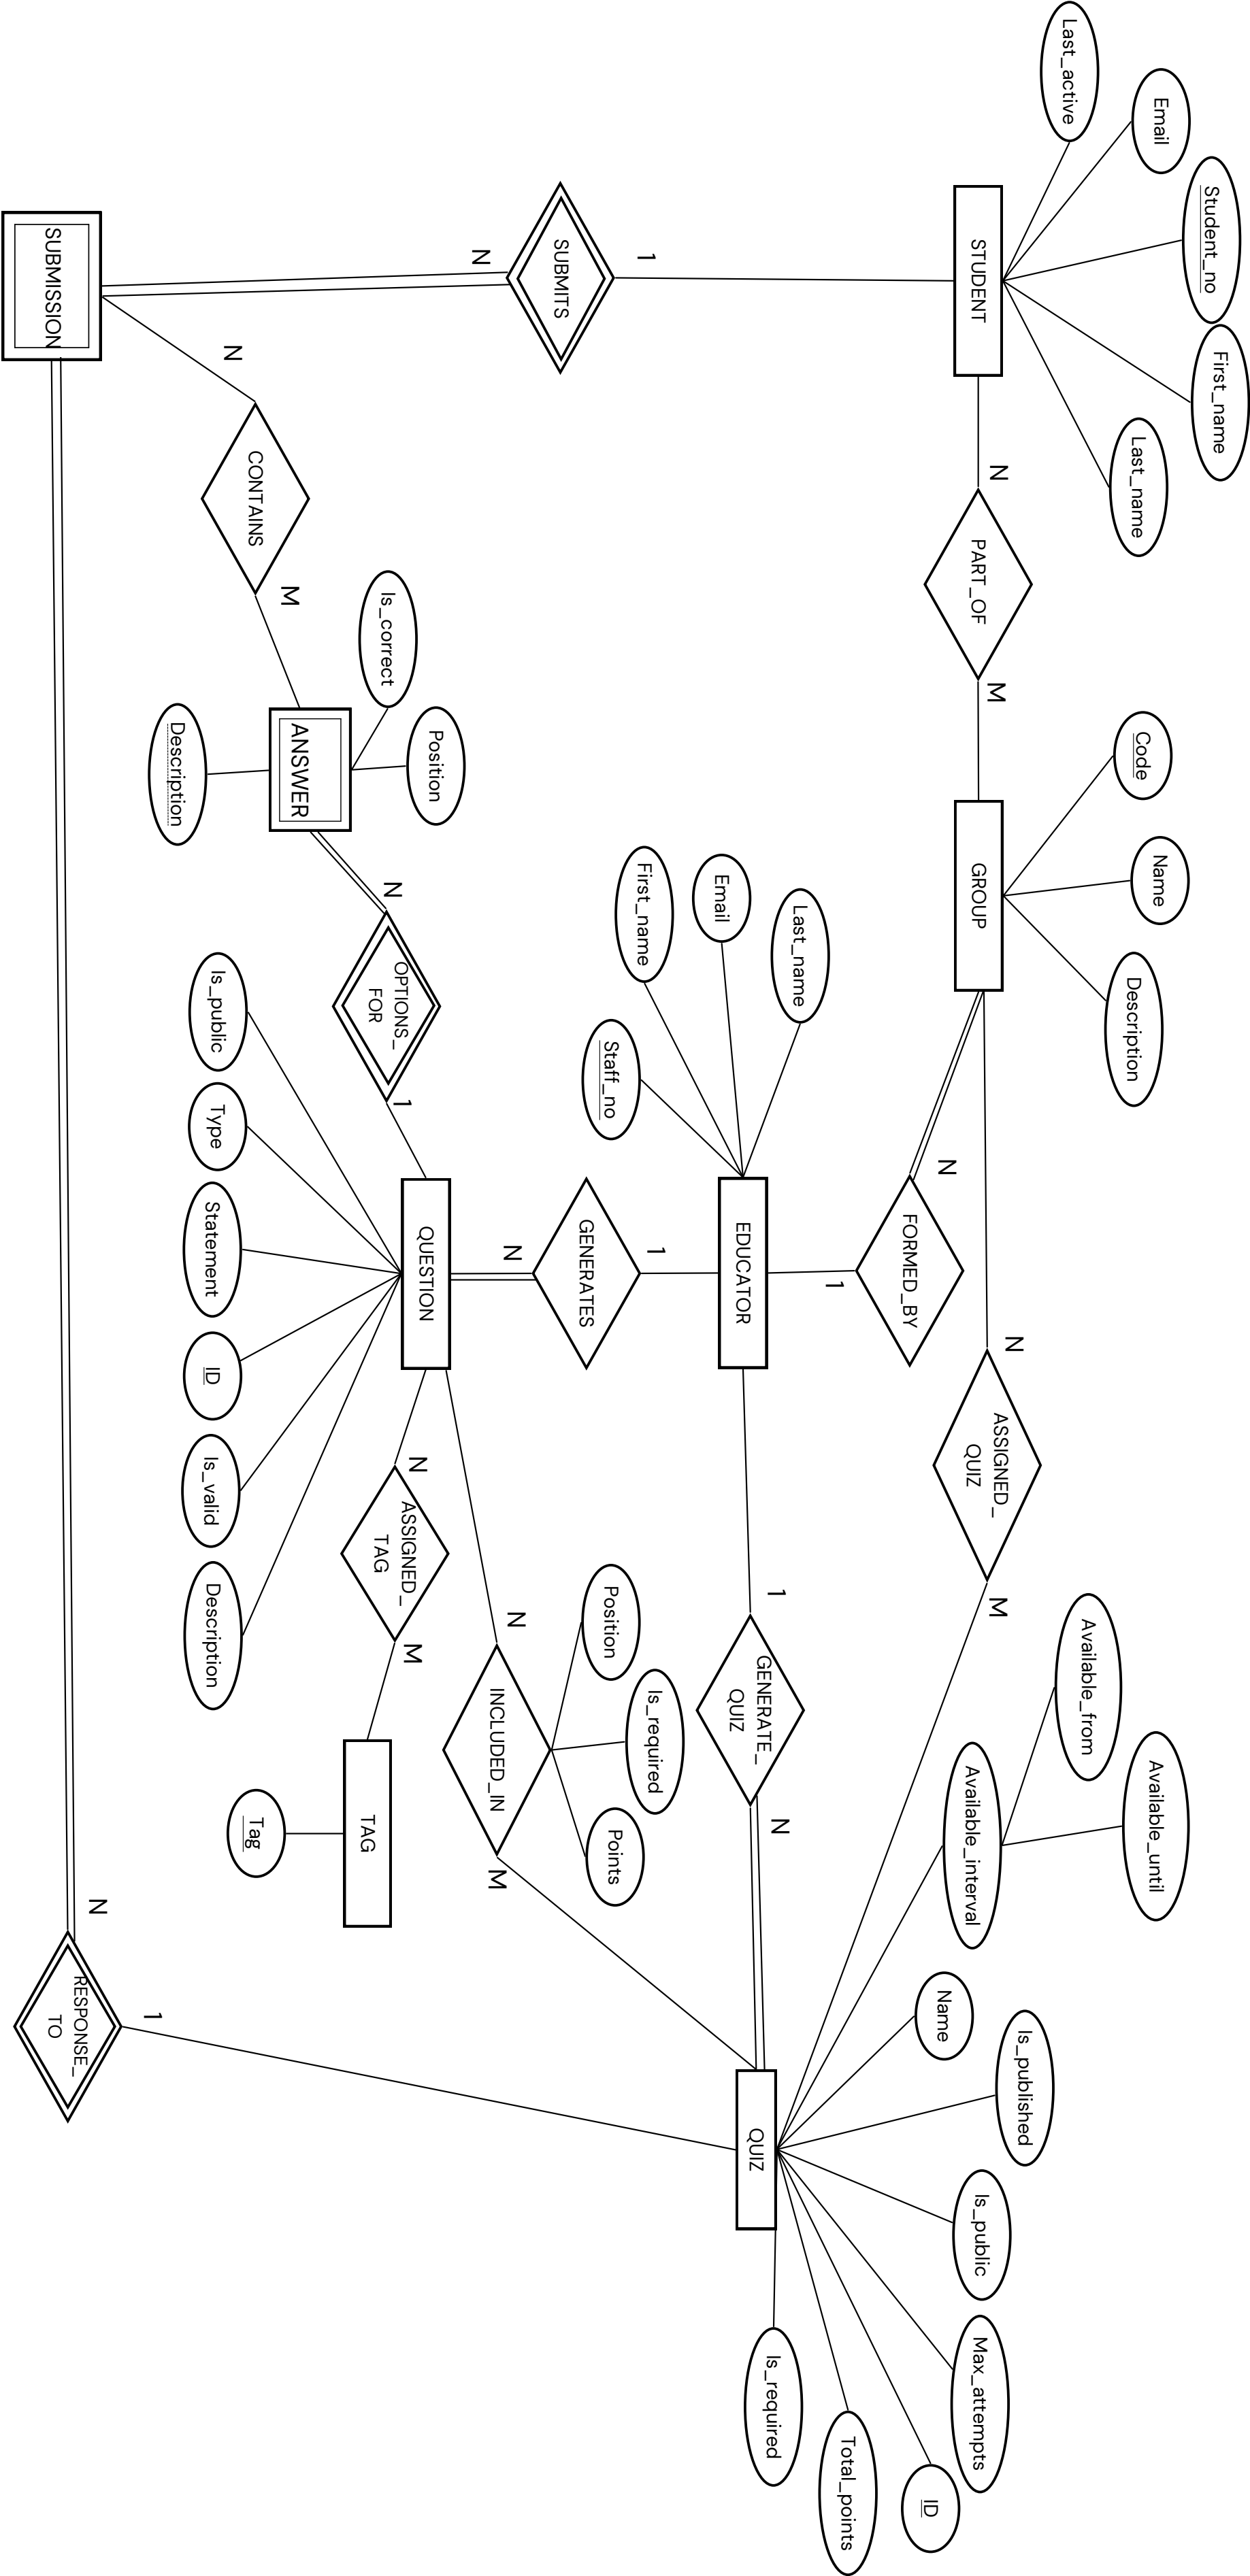 Last_active
Email
Student_no
First_name
Last_name
STUDENT
1
SUBMITS
N
SUBMISSION
N
CONTAINS
M
N
PART_OF
M
Code
Name
Description
GROUP
Is_correct
Position
Description
ANSWER
N
OPTIONS_
FOR
1
First_name
Email
Last_name
Staff_no
EDUCATOR
N
FORMED_BY
1
1
GENERATES
N
QUESTION
Is_public
Type
Statement
ID
Is_valid
Description
N
ASSIGNED_
QUIZ
M
N
ASSIGNED_
TAG
M
TAG
Tag
N
INCLUDED_IN
M
Position
Is_required
Points
1
GENERATE_
QUIZ
N
Available_from
Available_until
Available_interval
Name
Is_published
Is_public
Max_attempts
ID
Total_points
Is_required
QUIZ
N
RESPONSE_
TO
1